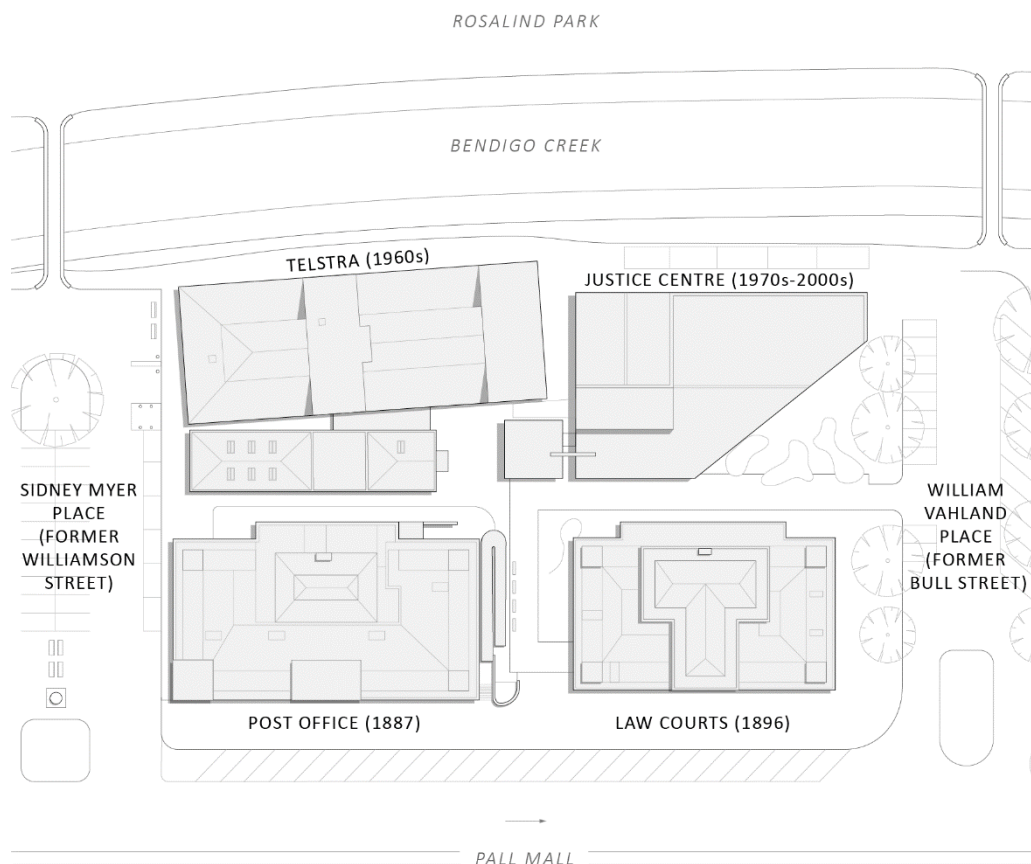 ROSALIND PARK
BENDIGO CREEK
TELSTRA (1960s)
JUSTICE CENTRE (1970s-2000s)
SIDNEY MYER
PLACE
(FORMER
WILLIAMSON
STREET)
WILLIAM
VAHLAND
PLACE
(FORMER
BULL STREET)
POST OFFICE (1887)
LAW COURTS (1896)
PALL MALL